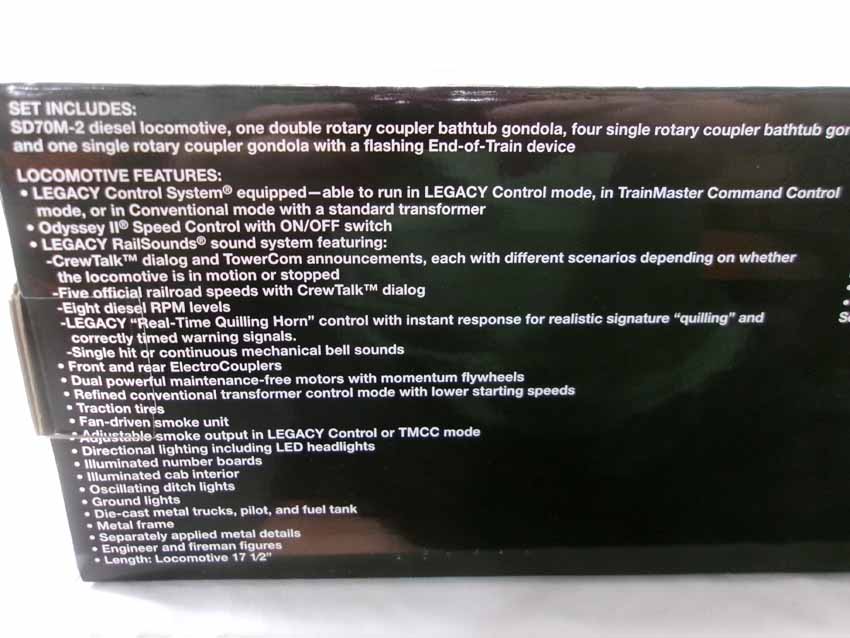 SET INCLUDES:
SD70M-2 diesel locomotive, one double rotary coupler bathtub gondola, four single rotary coupler bathtub
and one single rotary coupler gondola with a flashing End-of-Train device
LOCOMOTIVE FEATURES:
• LEGACY Control System® equipped—able to run in LEGACY Control mode, in TrainMaster Command Control
mode, or in Conventional mode with a standard transformer
• Odyssey II® Speed Control with ON/OFF switch
• LEGACY RailSounds® sound system featuring:
-CrewTalk™ dialog and TowerCom announcements, each with different scenarios depending on whether
the locomotive is in motion or stopped
-Five official railroad speeds with CrewTalk™ dialog
-Eight diesel RPM levels
-LEGACY “Real-Time Quilling Horn” control with instant response for realistic signature “quilling” and
correctly timed warning signals.
-Single hit or continuous mechanical bell sounds
• Front and rear ElectroCouplers
• Dual powerful maintenance-free motors with momentum flywheels
• Refined conventional transformer control mode with lower starting speeds
• Traction tires
• Fan-driven smoke unit
• Adjustable smoke output in LEGACY Control or TMCC mode
• Directional lighting including LED headlights
• Illuminated number boards
• Illuminated cab interior
• Oscillating ditch lights
• Ground lights
• Die-cast metal trucks, pilot, and fuel tank
• Metal frame
• Separately applied metal details
• Engineer and fireman figures
• Length: Locomotive 17 1/2”